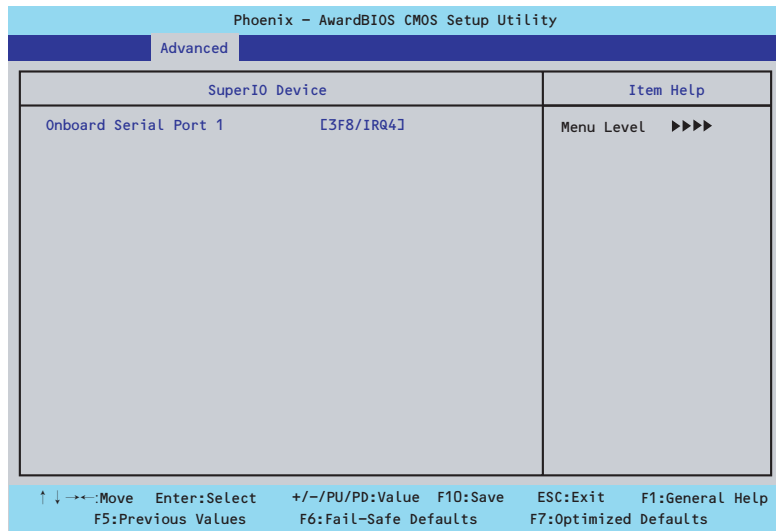 Phoenix - AwardBIOS CMOS Setup Utility
Advanced
SuperIO Device
Item Help
Onboard Serial Port 1 [3F8/IRQ4]
Menu Level ▶▶▶▶
↑↓→←:Move Enter:Select +/-/PU/PD:Value F10:Save ESC:Exit F1:General Help
F5:Previous Values F6:Fail-Safe Defaults F7:Optimized Defaults